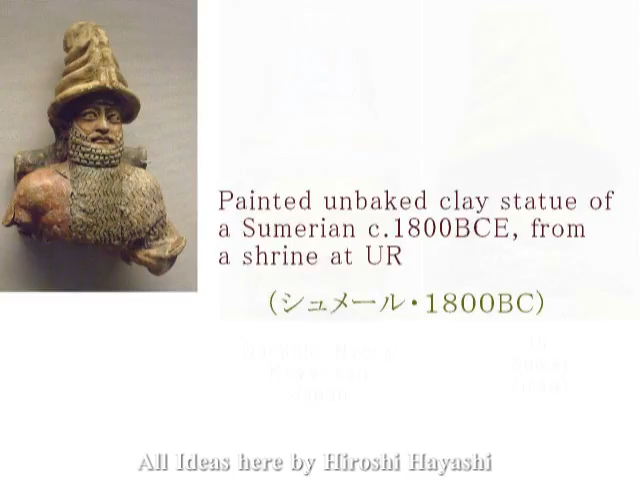 Painted unbaked clay statue of
a Sumerian c.1800BCE, from
a shrine at UR
(シュメール・1800BC)
All Ideas here by Hiroshi Hayashi